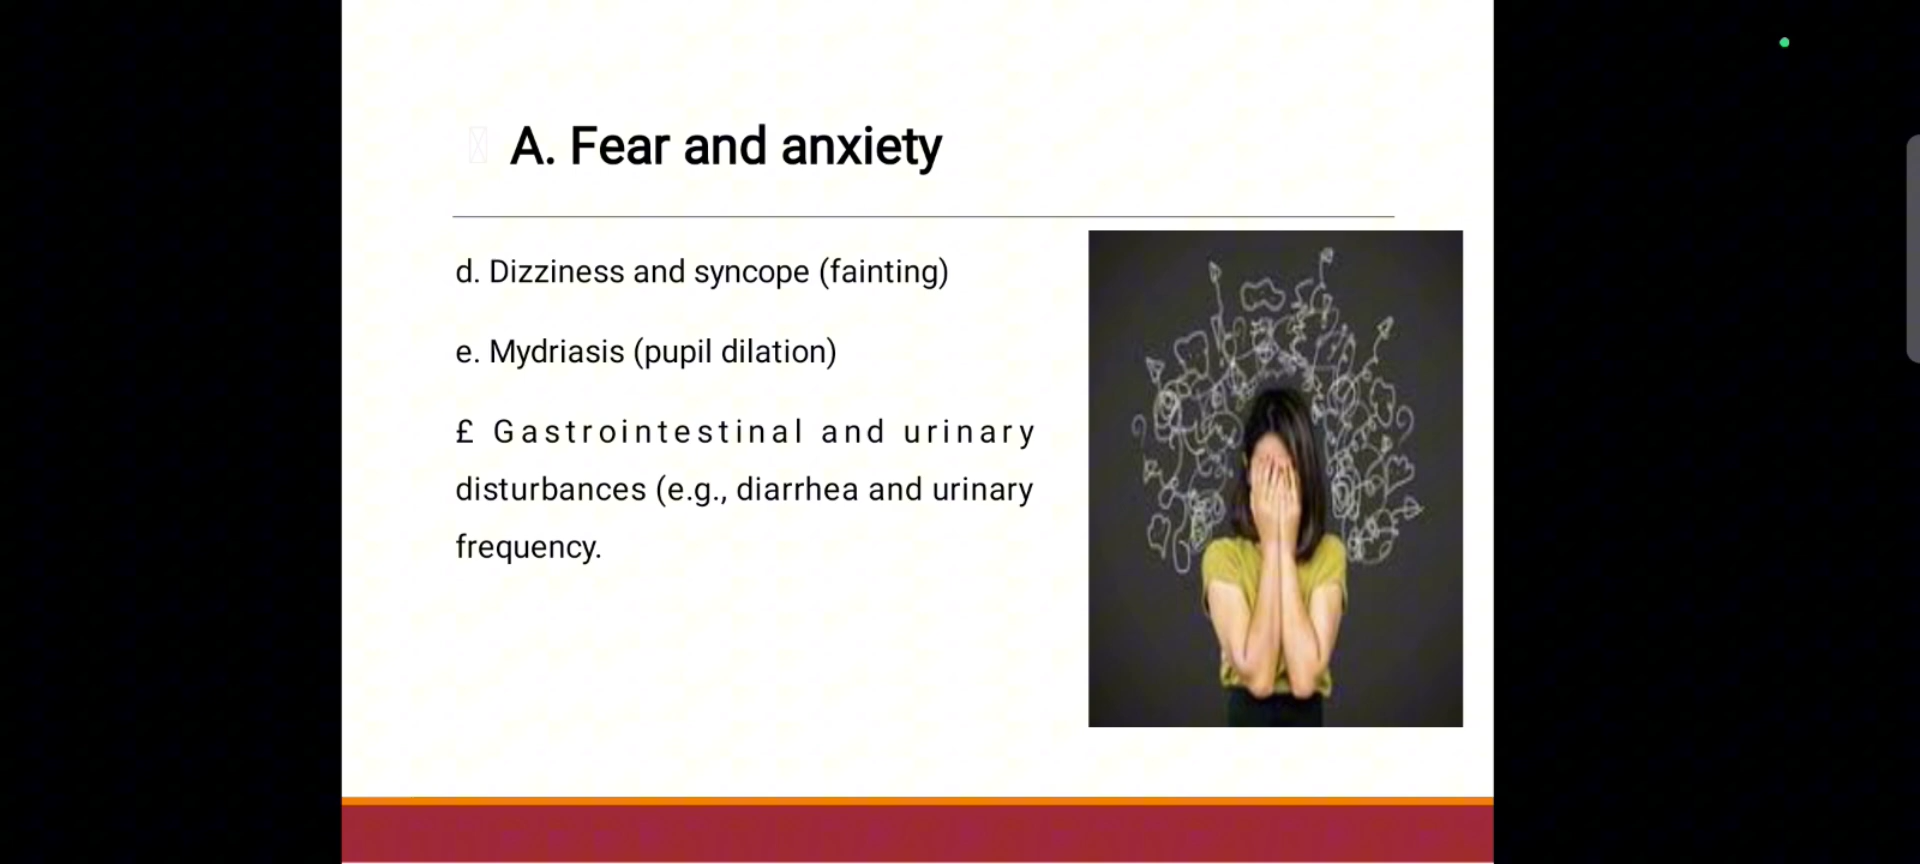 A. Fear and anxiety
d. Dizziness and syncope (fainting)
e. Mydriasis (pupil dilation)
£ Gastrointestinal and urinary
disturbances (e.g., diarrhea and urinary
frequency.